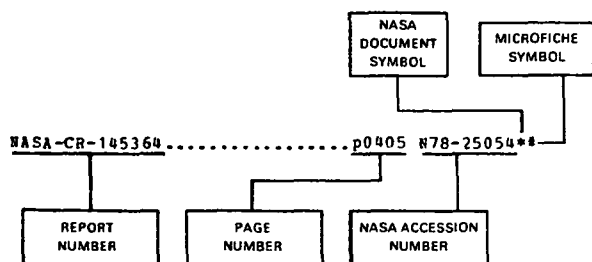 NASA
DOCUMENT
SYMBOL
MICROFICHE
SYMBOL
NASA-CR-145364....................p0405 N78-25054*#
REPORT
NUMBER
PAGE
NUMBER
NASA ACCESSION
NUMBER